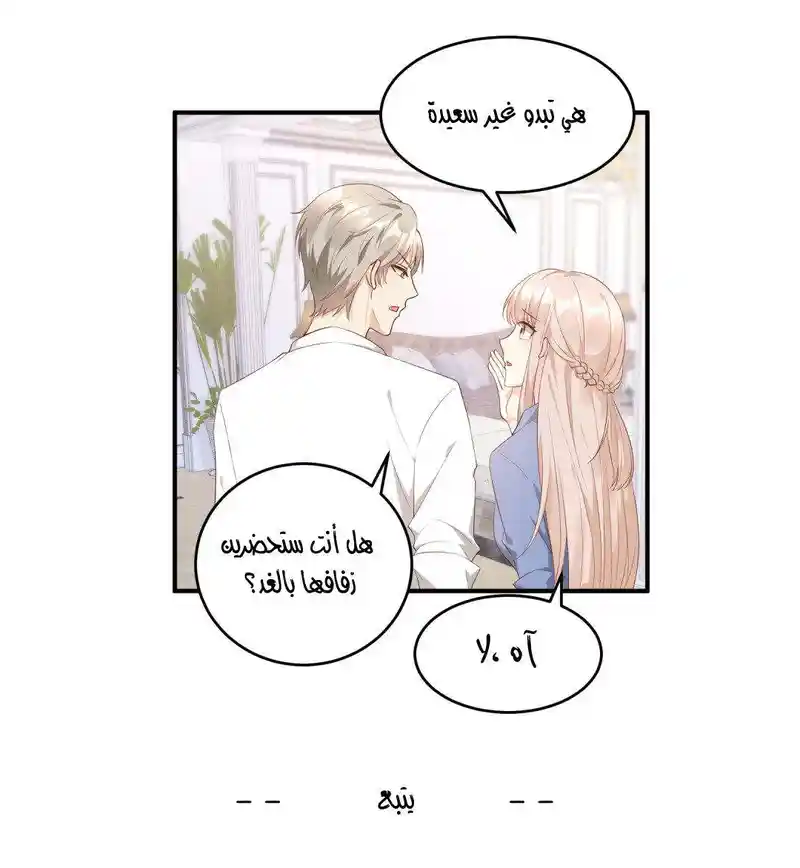 هي تبدو غير سعيدة
هل أنت ستحضرين
زفافها بالغد؟
آه ،لا
-- يتبع --